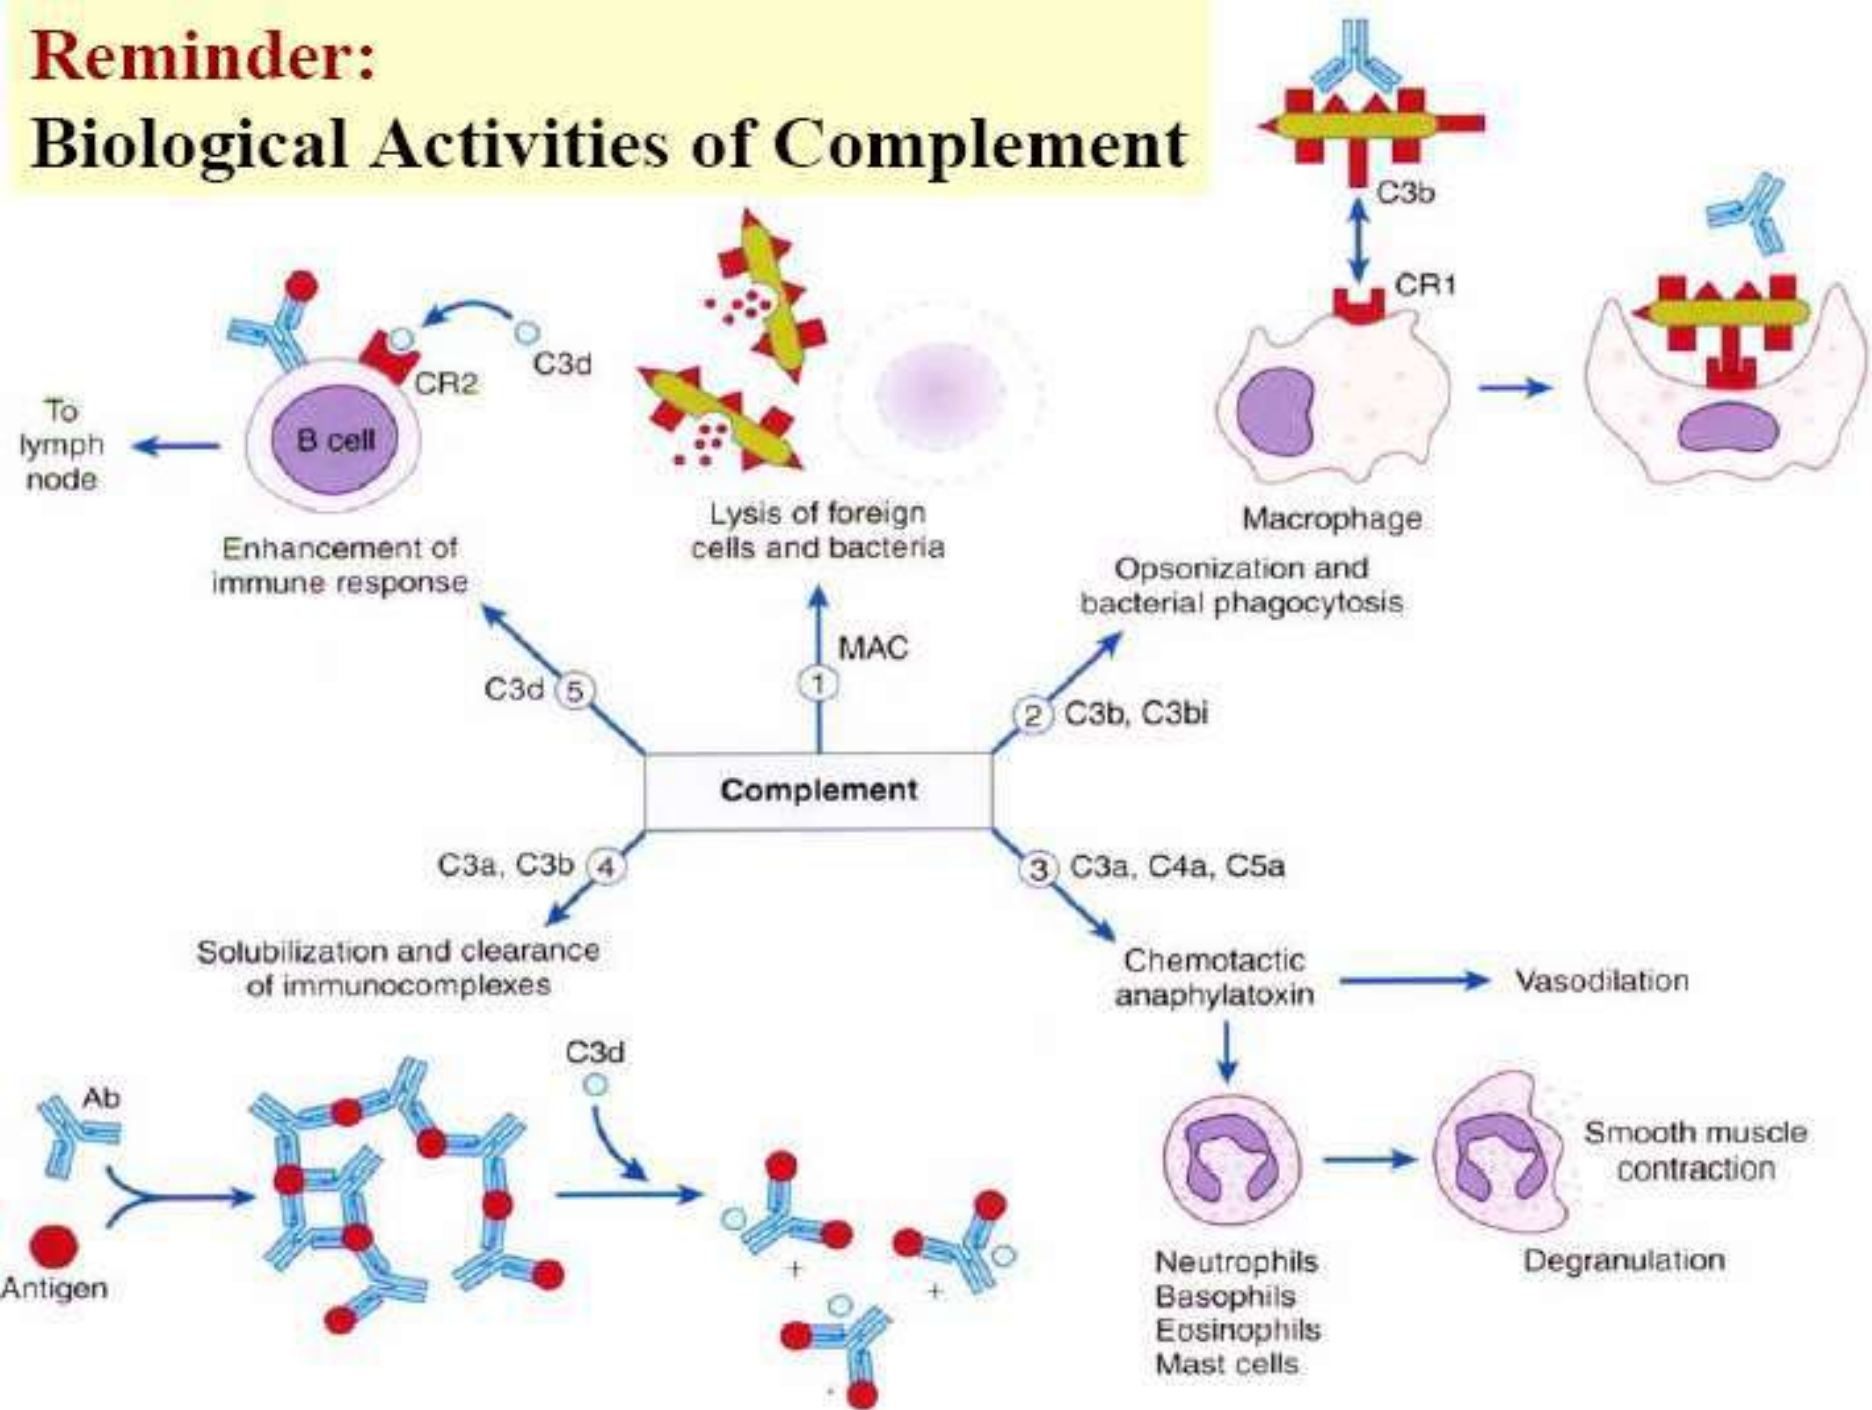 Reminder:
Biological Activities of Complement
C3b
CR1
Macrophage
Opsonization and
bacterial phagocytosis
C3d
CR2
B cell
To
lymph
node
Enhancement of
immune response
Lysis of foreign
cells and bacteria
MAC
1
C3d 5
2 C3b, C3bi
Complement
C3a, C3b 4
3 C3a, C4a, C5a
Solubilization and clearance
of immunocomplexes
Chemotactic
anaphylatoxin
Vasodilation
C3d
Ab
Antigen
+
+
Smooth muscle
contraction
Neutrophils
Basophils
Eosinophils
Mast cells
Degranulation